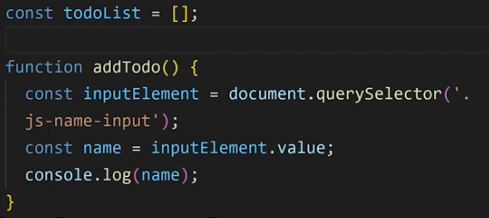 const todoList = [];
function addTodo() {
const inputElement = document.querySelector('.
js-name-input');
const name = inputElement.value;
console.log(name);
}